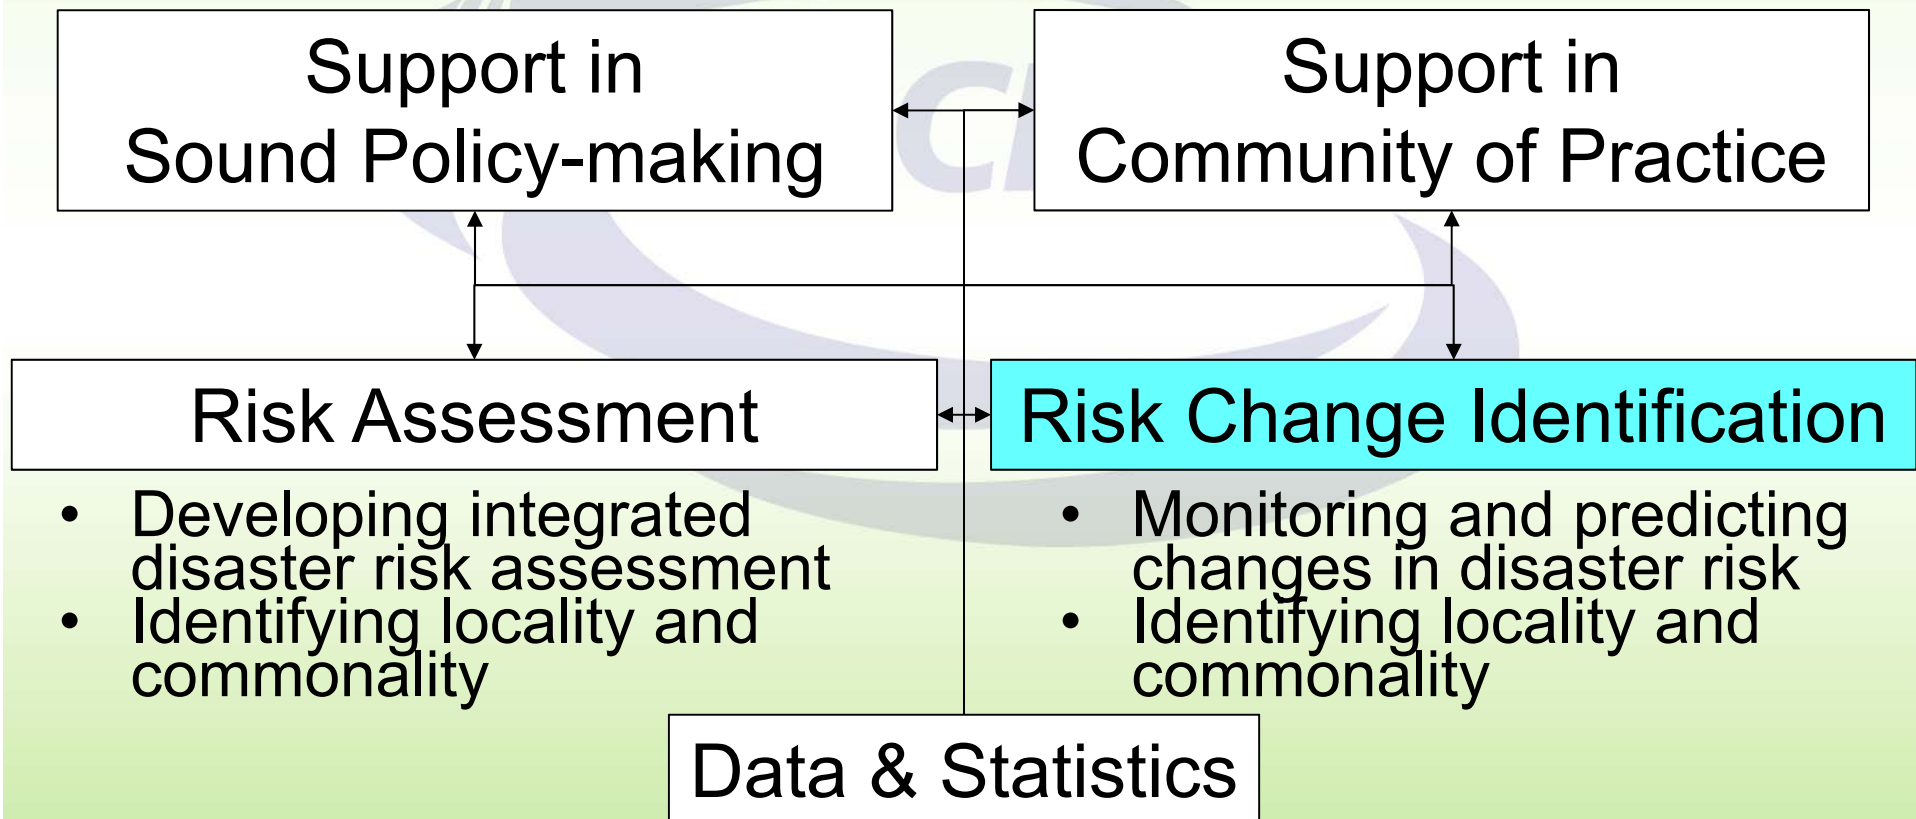 Support in
Sound Policy-making
Support in
Community of Practice
Risk Assessment
Risk Change Identification
• Developing integrated
disaster risk assessment
• Identifying locality and
commonality
• Monitoring and predicting
changes in disaster risk
• Identifying locality and
commonality
Data & Statistics